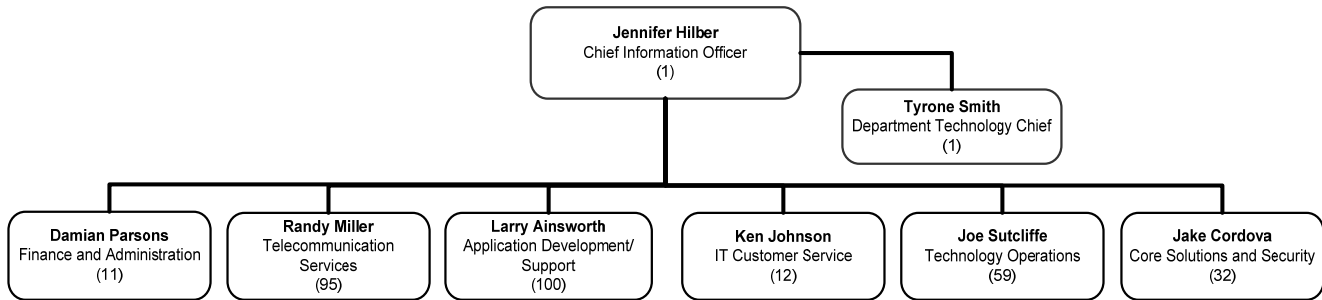 Jennifer Hilber
Chief Information Officer
(1)
Tyrone Smith
Department Technology Chief
(1)
Damian Parsons
Finance and Administration
(11)
Randy Miller
Telecommunication
Services
(95)
Larry Ainsworth
Application Development/
Support
(100)
Ken Johnson
IT Customer Service
(12)
Joe Sutcliffe
Technology Operations
(59)
Jake Cordova
Core Solutions and Security
(32)